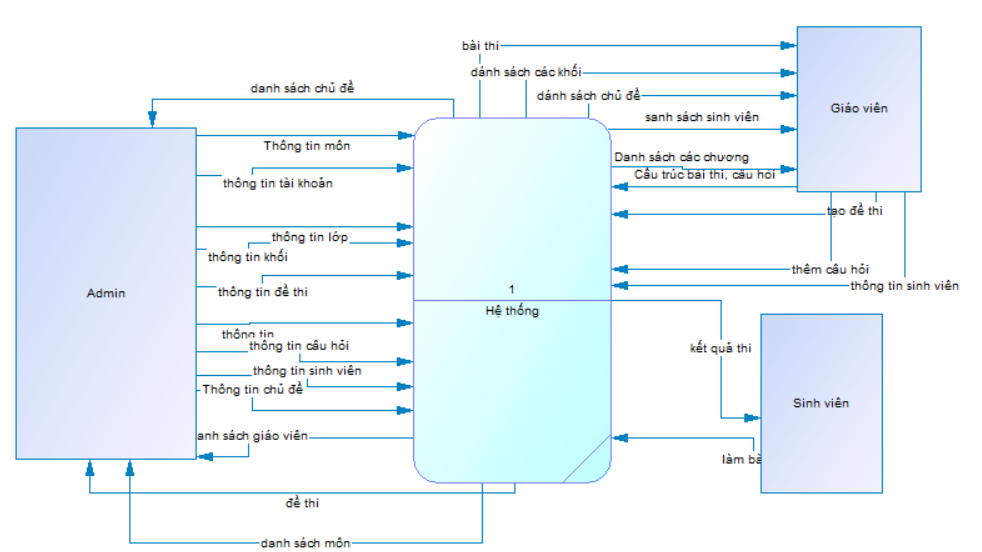 bài thi
dánh sách các khối
dánh sách chủ đề
sanh sách sinh viên
Danh sách các chương
Cấu trúc bài thi, câu hỏi
Giáo viên
tạo đề thi
thêm câu hỏi
thông tin sinh viên
danh sách chủ đề
Thông tin môn
thông tin tài khoản
thông tin lớp
thông tin khối
thông tin đề thi
Admin
thông tin
thông tin câu hỏi
thông tin sinh viên
Thông tin chủ đề
anh sách giáo viên
1
Hệ thống
kết quả thi
Sinh viên
làm bà
đề thi
danh sách môn